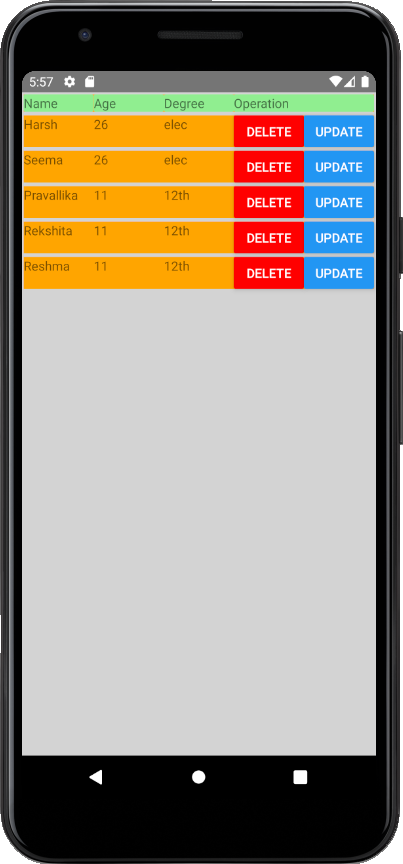 5:57
Name Age Degree Operation
Harsh 26 elec DELETE UPDATE
Seema 26 elec DELETE UPDATE
Pravallika 11 12th DELETE UPDATE
Rekshita 11 12th DELETE UPDATE
Reshma 11 12th DELETE UPDATE